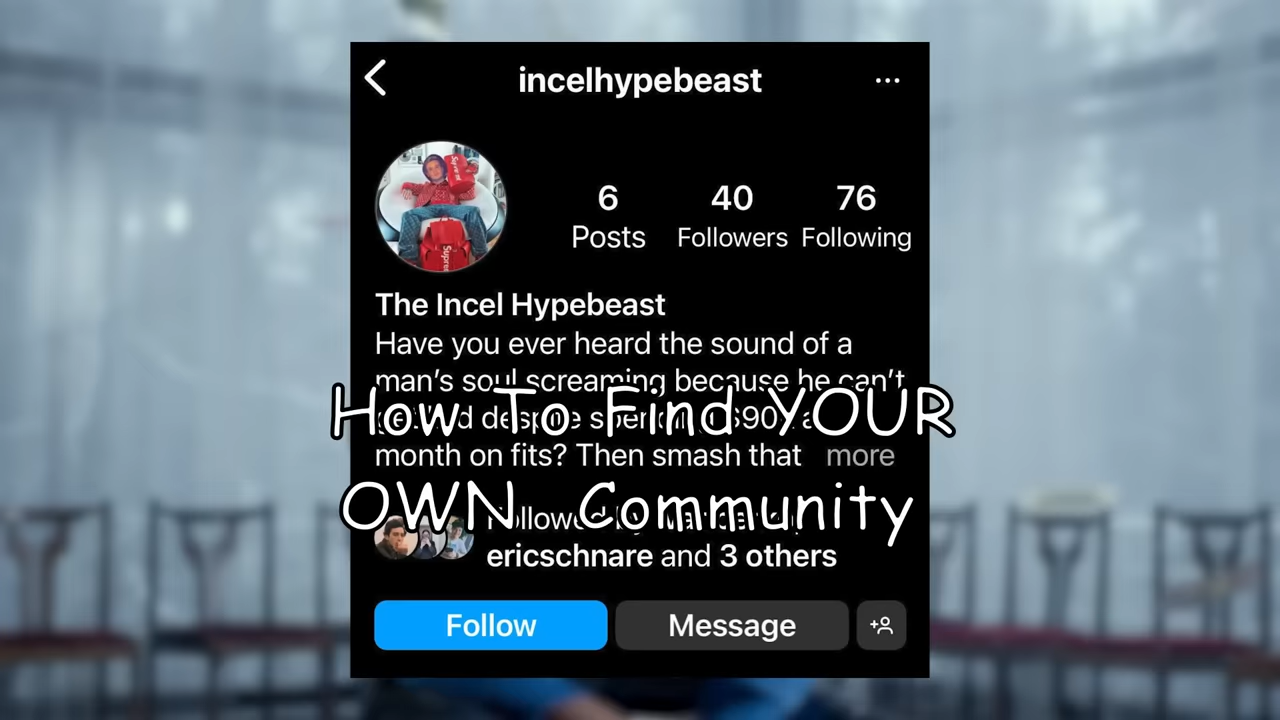 incelhypebeast
6 40 76
Posts Followers Following
The Incel Hypebeast
Have you ever heard the sound of a
man's soul screaming because he can't
How To Find YOUR
month on fits? Then smash that more
OWN Community
ericschnare and 3 others
Follow Message